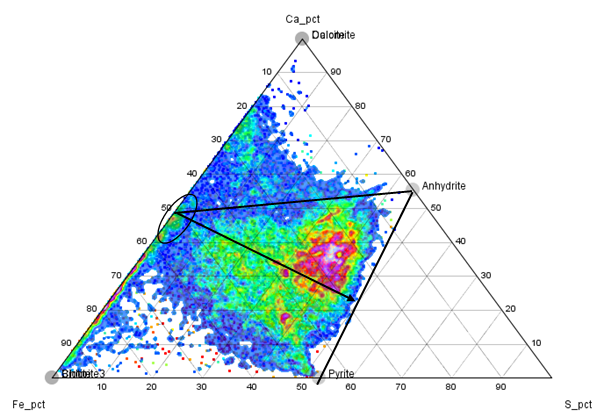 Ca_pct
Dolomite
10 90
20 80
30 70
40 60
Anhydrite
50 50
60 40
70 30
80 20
90 10
Pyrite
10 20 30 40 50 60 70 80 90
Fe_pct S_pct